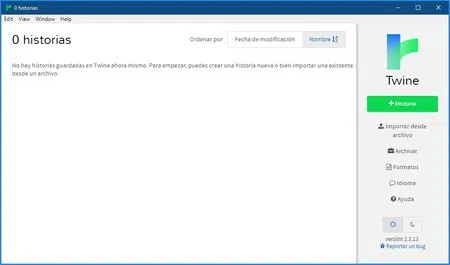 0 historias
Edit View Window Help
0 historias
Ordenar por Fecha de modificación Nombre
No hay historias guardadas en Twine ahora mismo. Para empezar, puedes crear una historia nueva o bien importar una existente
desde un archivo.
Twine
+Historia
Importar desde
archivo
Archivar
Formatos
Idioma
Ayuda
versión 2.3.13
Reportar un bug